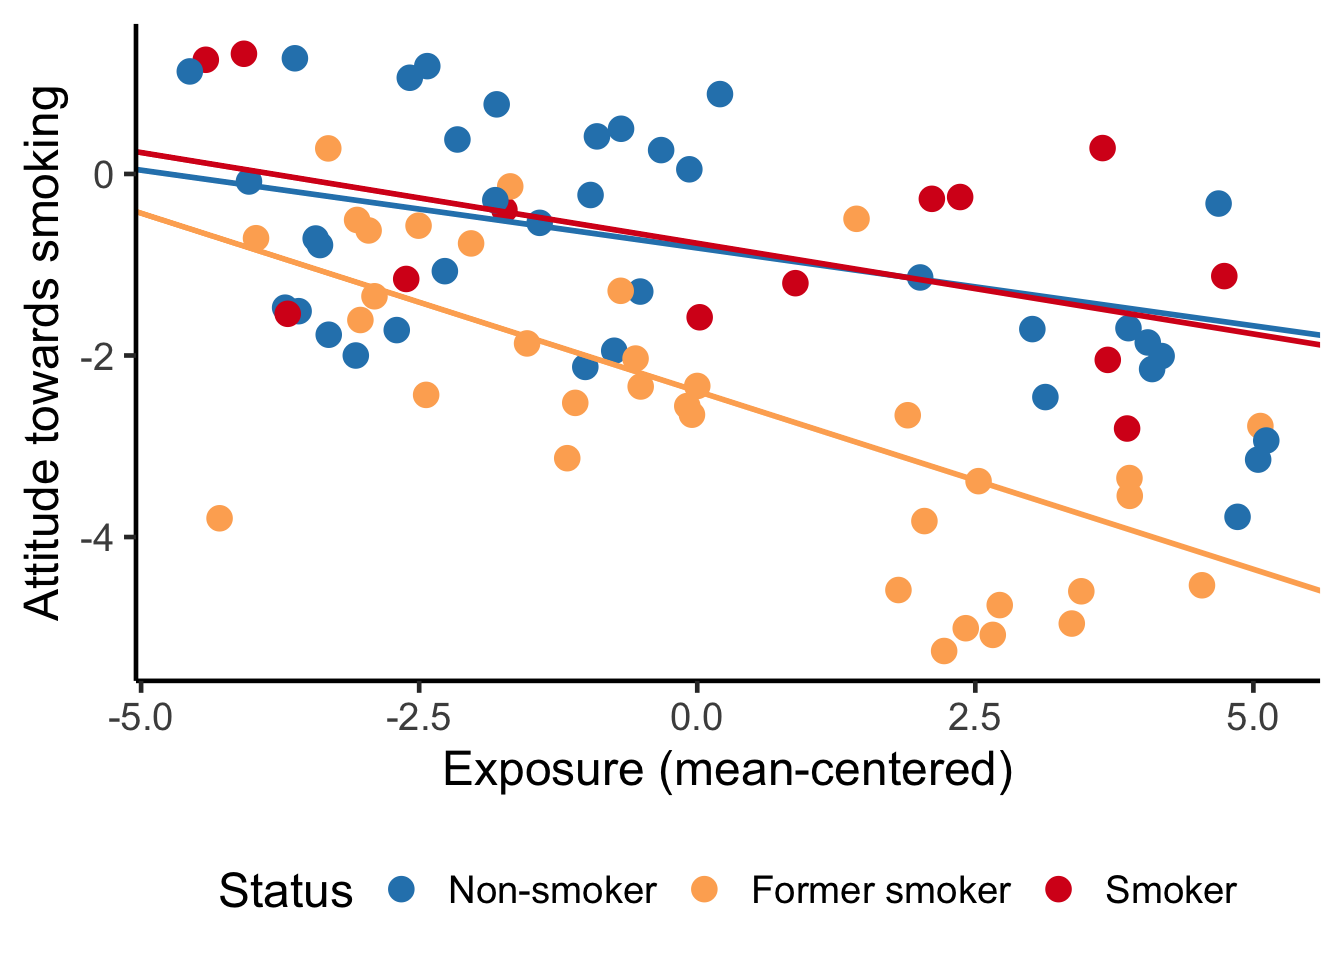 Attitude towards smoking
0
-2
-4
-5.0 -2.5 0.0 2.5 5.0
Exposure (mean-centered)
Status Non-smoker Former smoker Smoker